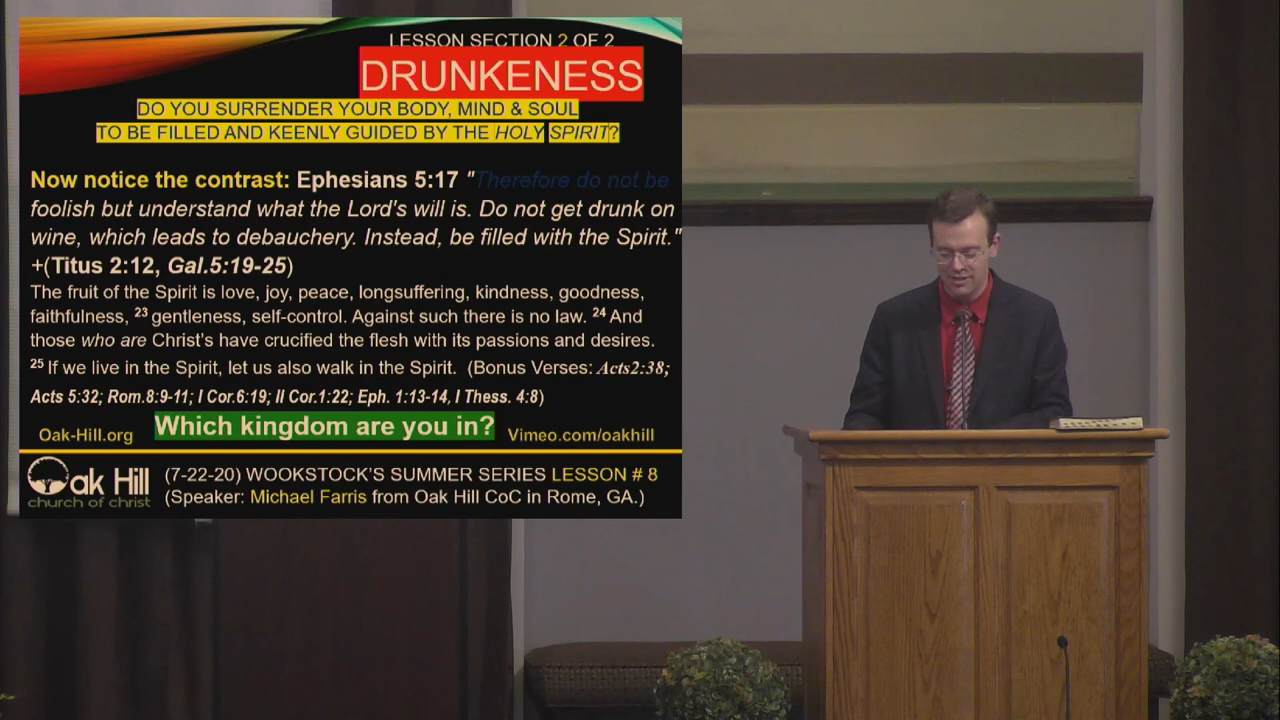 LESSON SECTION 2 OF 2
DRUNKENESS
DO YOU SURRENDER YOUR BODY, MIND & SOUL
TO BE FILLED AND KEENLY GUIDED BY THE HOLY SPIRIT?
Now notice the contrast: Ephesians 5:17 "Therefore do not be
foolish but understand what the Lord's will is. Do not get drunk on
wine, which leads to debauchery. Instead, be filled with the Spirit."
+(Titus 2:12, Gal.5:19-25)
The fruit of the Spirit is love, joy, peace, longsuffering, kindness, goodness,
faithfulness, 23 gentleness, self-control. Against such there is no law. 24 And
those who are Christ's have crucified the flesh with its passions and desires.
25 If we live in the Spirit, let us also walk in the Spirit. (Bonus Verses: Acts2:38;
Acts 5:32; Rom.8:9-11; I Cor.6:19; II Cor.1:22; Eph. 1:13-14, I Thess. 4:8)
Which kingdom are you in?
Oak-Hill.org
Vimeo.com/oakhill
Oak Hill
church of christ
(7-22-20) WOOKSTOCK'S SUMMER SERIES LESSON # 8
(Speaker: Michael Farris from Oak Hill CoC in Rome, GA.)